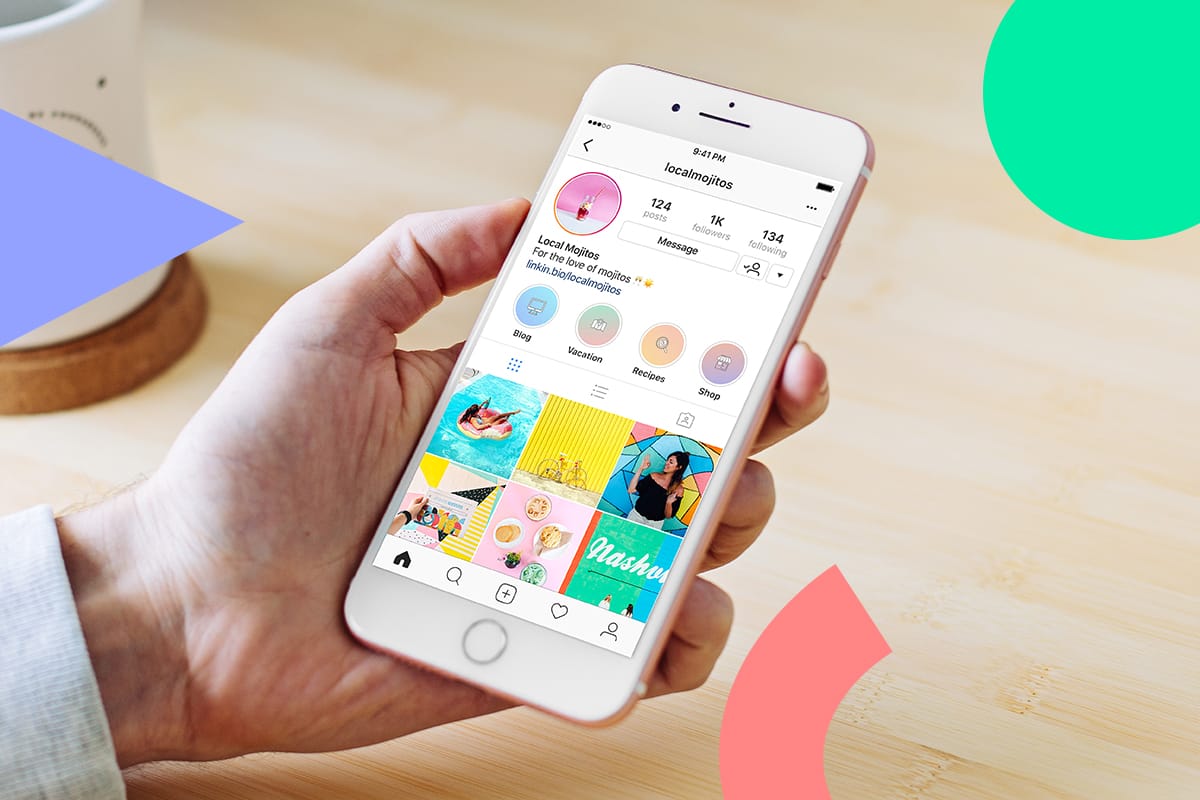 9:41 PM
localmojitos
124 1K 134
posts followers following
Message
Local Mojitos
For the love of mojitos
linkin.bio/localmojitos
Blog Vacation Recipes Shop